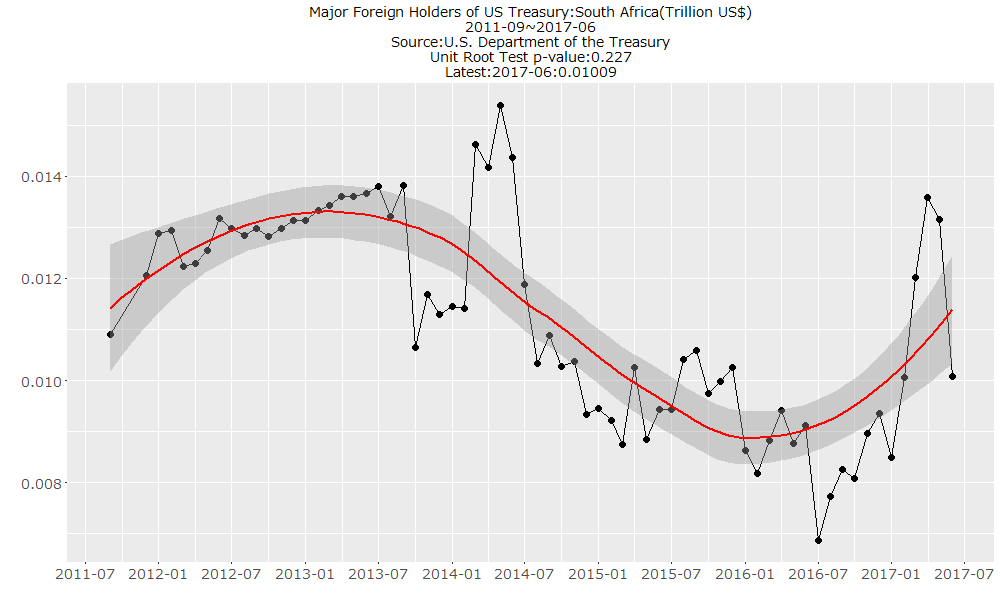 Major Foreign Holders of US Treasury:South Africa(Trillion US$)
2011-09~2017-06
Source:U.S. Department of the Treasury
Unit Root Test p-value:0.227
Latest:2017-06:0.01009
0.014
0.012
0.010
0.008
2011-07 2012-01 2012-07 2013-01 2013-07 2014-01 2014-07 2015-01 2015-07 2016-01 2016-07 2017-01 2017-07